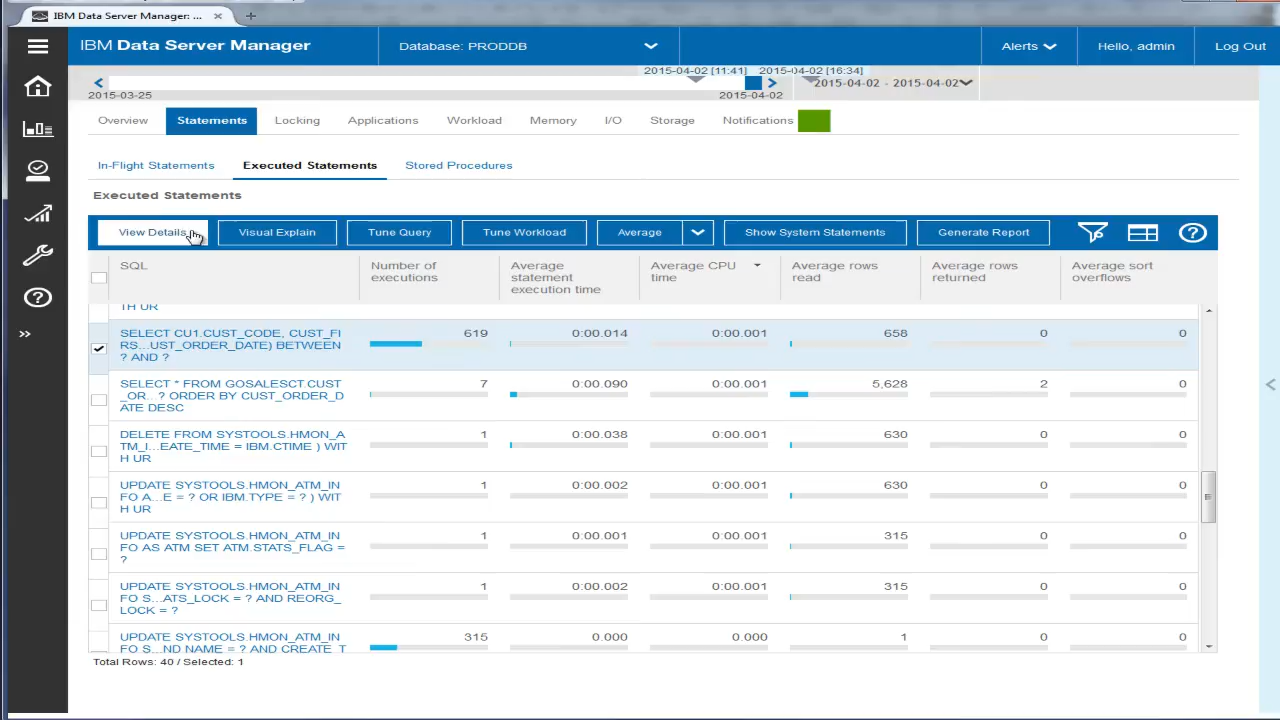 IBM Data Server Manager: ... ×
IBM Data Server Manager
Database: PRODDB
Alerts
Hello, admin
Log Out
2015-04-02 [11:41] 2015-04-02 [16:34]
2015-04-02 - 2015-04-02
2015-03-25
2015-04-02
Overview
Statements
Locking
Applications
Workload
Memory
I/O
Storage
Notifications
In-Flight Statements
Executed Statements
Stored Procedures
Executed Statements
View Details
Visual Explain
Tune Query
Tune Workload
Average
Show System Statements
Generate Report
SQL
Number of
executions
Average
statement
execution time
Average CPU
time
Average rows
read
Average rows
returned
Average sort
overflows
TH UR
SELECT CU1.CUST_CODE, CUST_FI
RS...UST_ORDER_DATE) BETWEEN
? AND ?
619 0:00.014 0:00.001 658 0 0
SELECT * FROM GOSALESCT.CUST
_OR...? ORDER BY CUST_ORDER_D
ATE DESC
7 0:00.090 0:00.001 5,628 2 0
DELETE FROM SYSTOOLS.HMON_A
TM_I...EATE_TIME = IBM.CTIME ) WIT
H UR
1 0:00.038 0:00.001 630 0 0
UPDATE SYSTOOLS.HMON_ATM_IN
FO A...E = ? OR IBM.TYPE = ? ) WIT
H UR
1 0:00.002 0:00.001 630 0 0
UPDATE SYSTOOLS.HMON_ATM_IN
FO AS ATM SET ATM.STATS_FLAG =
?
1 0:00.001 0:00.001 315 0 0
UPDATE SYSTOOLS.HMON_ATM_IN
FO S...ATS_LOCK = ? AND REORG_
LOCK = ?
1 0:00.002 0:00.001 315 0 0
UPDATE SYSTOOLS.HMON_ATM_IN
FO S...ND NAME = ? AND CREATE_T
315 0.000 0.000 1 0 0
Total Rows: 40 / Selected: 1